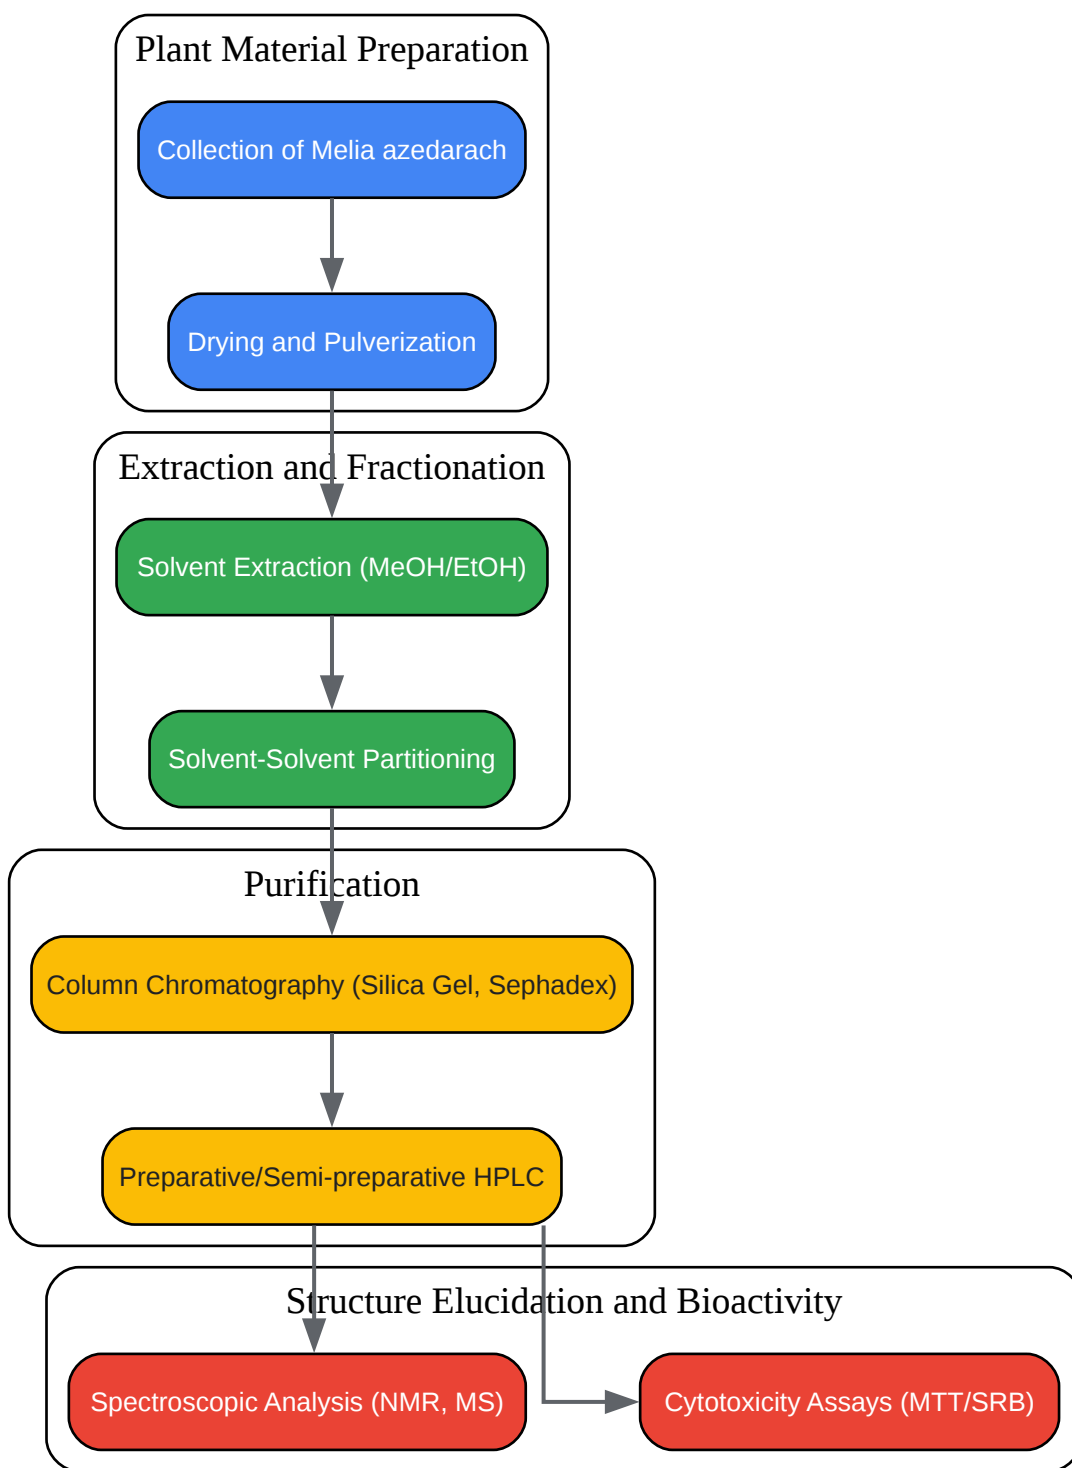 Plant Material Preparation
Collection of Melia azedarach
Drying and Pulverization
Extraction and Fractionation
Solvent Extraction (MeOH/EtOH)
Solvent-Solvent Partitioning
Purification
Column Chromatography (Silica Gel, Sephadex)
Preparative/Semi-preparative HPLC
Structure Elucidation and Bioactivity
Spectroscopic Analysis (NMR, MS)
Cytotoxicity Assays (MTT/SRB)